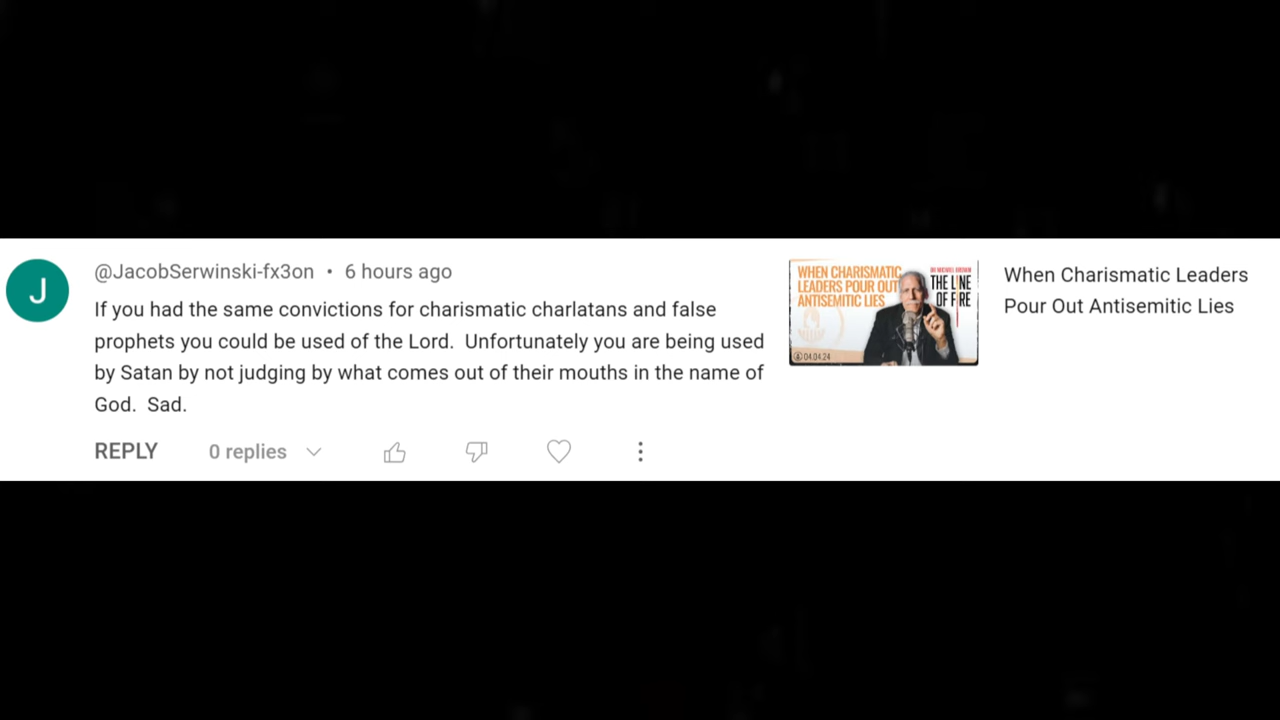 J
@JacobSerwinski-fx3on • 6 hours ago
If you had the same convictions for charismatic charlatans and false
prophets you could be used of the Lord.  Unfortunately you are being used
by Satan by not judging by what comes out of their mouths in the name of
God.  Sad.
REPLY
0 replies
WHEN CHARISMATIC
LEADERS POUR OUT
ANTISEMITIC LIES
DR MICHAEL BROWN
THE LINE
OF FIRE
04.04.24
When Charismatic Leaders
Pour Out Antisemitic Lies